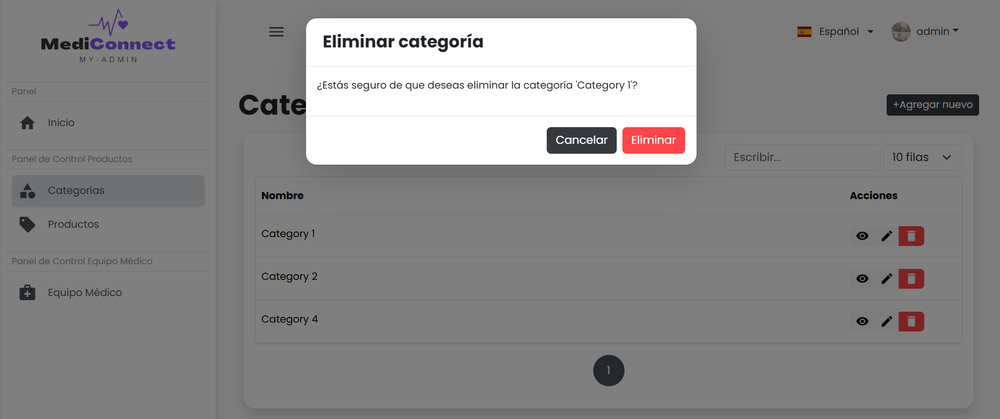 MediConnect
MY-ADMIN
Panel
Inicio
Panel de Control Productos
Categorías
Productos
Panel de Control Equipo Médico
Equipo Médico
Español
admin
Eliminar categoría
¿Estás seguro de que deseas eliminar la categoría 'Category 1'?
Cancelar
Eliminar
Cate
+Agregar nuevo
Escribir...
10 filas
Nombre
Acciones
Category 1
Category 2
Category 4
1